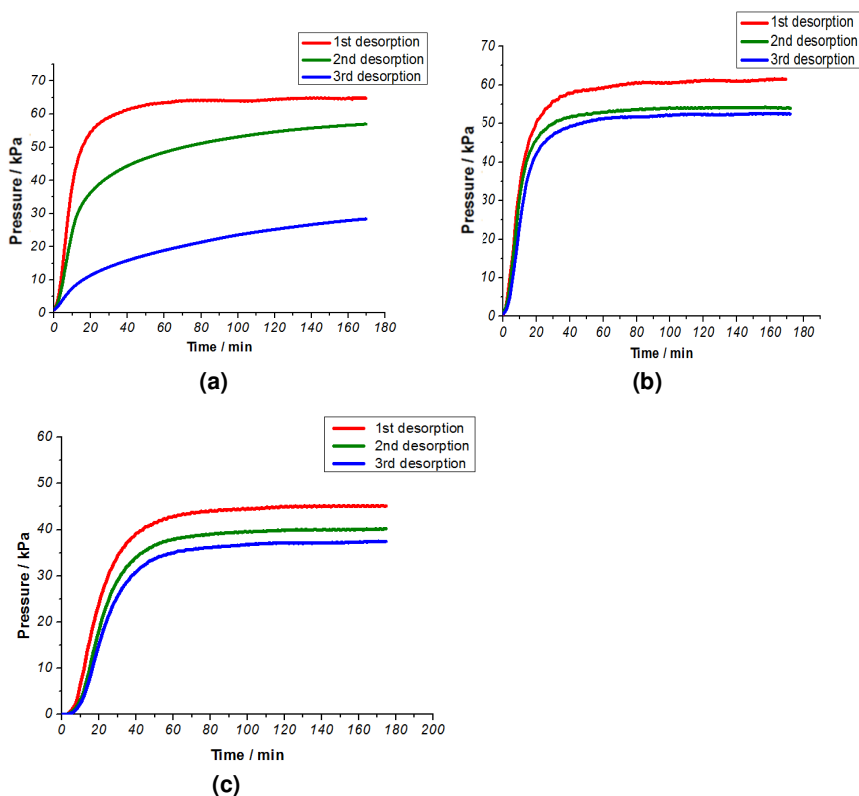 1st desorption
2nd desorption
3rd desorption
70
60
50
40
30
20
10
0
Pressure / kPa
0 20 40 60 80 100 120 140 160 180
Time / min
(a)
1st desorption
2nd desorption
3rd desorption
70
60
50
40
30
20
10
0
Pressure / kPa
0 20 40 60 80 100 120 140 160 180
Time / min
(b)
1st desorption
2nd desorption
3rd desorption
60
50
40
30
20
10
0
Pressure / kPa
0 20 40 60 80 100 120 140 160 180 200
Time / min
(c)